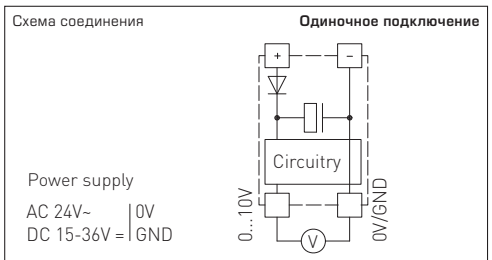 Схема соединения
Одиночное подключение
+ −
Circuitry
Power supply
AC 24V~ | 0V
DC 15-36V = | GND
0...10V
0V/GND
V